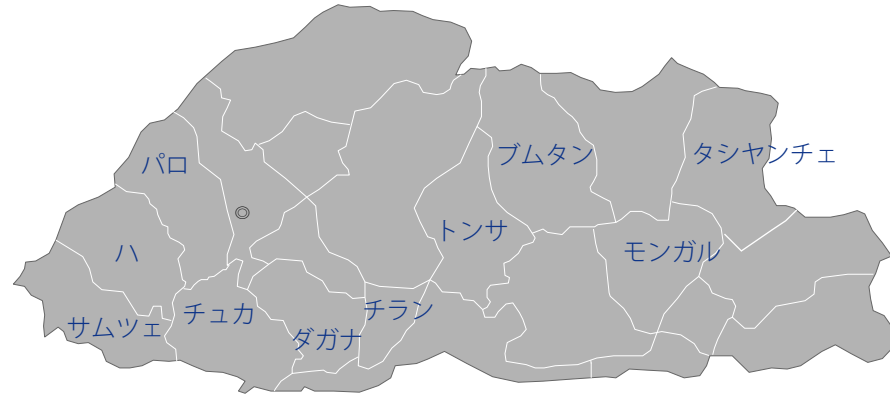 パロ
ブムタン
タシヤンチェ
ハ
トンサ
モンガル
サムツェ
チュカ
チラン
ダガナ